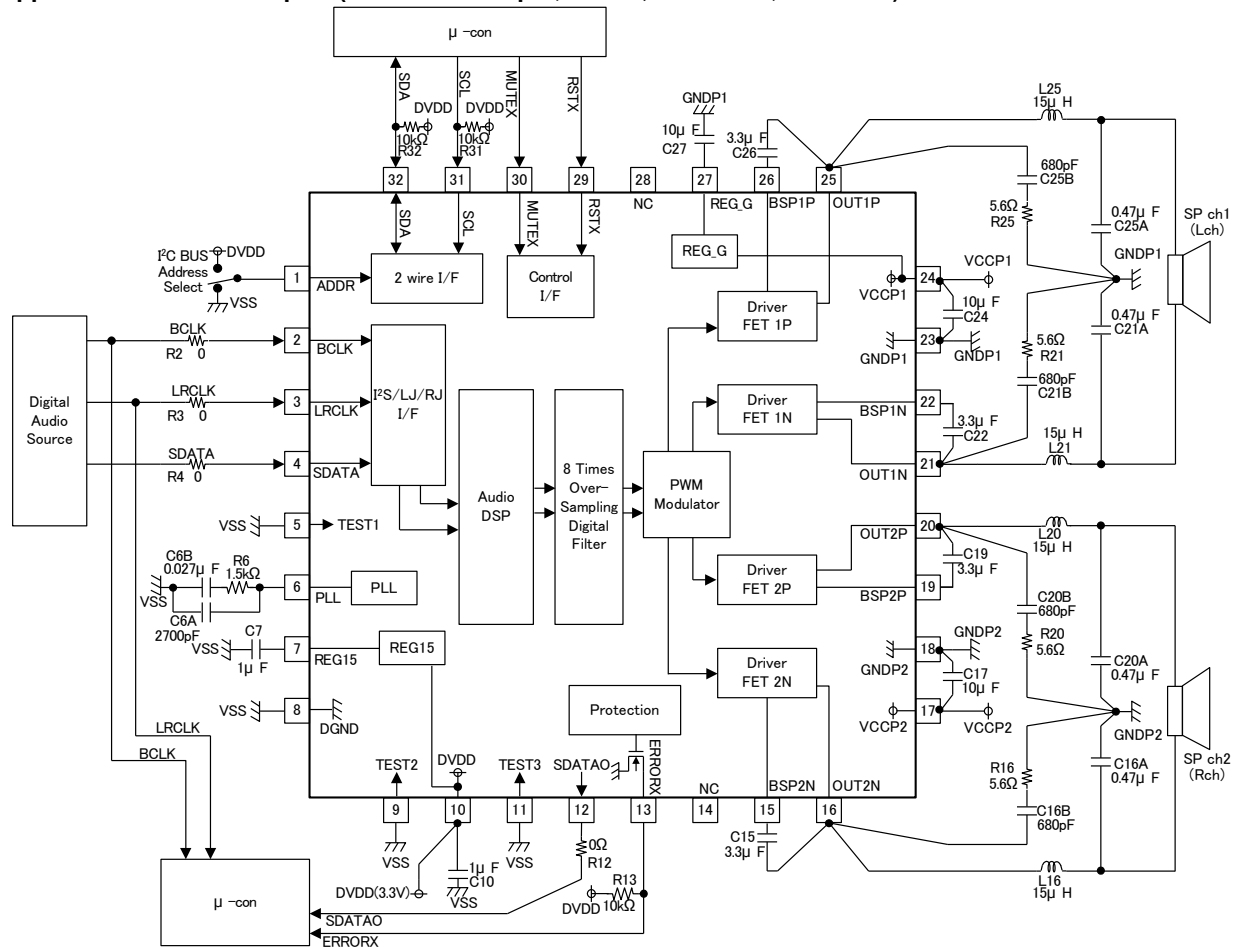 μ -con
SDA
SCL
MUTEX
RSTX
DVDD
DVDD
10kΩ
R32
10kΩ
R31
GNDP1
10μ F
C27
3.3μ F
C26
L25
15μ H
32
31
30
29
28
27
26
25
NC
REG_G
BSP1P
OUT1P
680pF
C25B
5.6Ω
R25
0.47μ F
C25A
SP ch1
(Lch)
SDA
SCL
MUTEX
RSTX
REG_G
I²C BUS
Address
Select
DVDD
VSS
1
ADDR
2 wire I/F
Control
I/F
24
VCCP1
VCCP1
10μ F
C24
GNDP1
Driver
FET 1P
23
GNDP1
GNDP1
0.47μ F
C21A
5.6Ω
R21
680pF
C21B
Digital
Audio
Source
BCLK
R2 0
2
BCLK
LRCLK
R3 0
3
LRCLK
SDATA
R4 0
4
SDATA
I²S/LJ/RJ
I/F
Audio
DSP
8 Times
Over-
Sampling
Digital
Filter
PWM
Modulator
Driver
FET 1N
22
BSP1N
3.3μ F
C22
15μ H
L21
21
OUT1N
VSS
5
TEST1
20
OUT2P
L20
15μ H
C19
3.3μ F
Driver
FET 2P
19
BSP2P
C20B
680pF
R20
5.6Ω
C20A
0.47μ F
C6B
0.027μ F
R6
1.5kΩ
VSS
C6A
2700pF
6
PLL
PLL
VSS
C7
1μ F
7
REG15
REG15
18
GNDP2
GNDP2
C17
10μ F
Driver
FET 2N
17
VCCP2
VCCP2
GNDP2
SP ch2
(Rch)
VSS
8
DGND
Protection
ERRORX
LRCLK
BCLK
TEST2
DVDD
TEST3
SDATAO
NC
BSP2N
OUT2N
R16
5.6Ω
C16A
0.47μ F
C16B
680pF
9
10
11
12
13
14
15
16
VSS
VSS
C15
3.3μ F
0Ω
R12
1μ F
C10
VSS
DVDD(3.3V)
R13
10kΩ
DVDD
L16
15μ H
μ -con
SDATAO
ERRORX